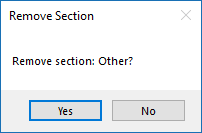 Remove Section
Remove section: Other?
Yes
No